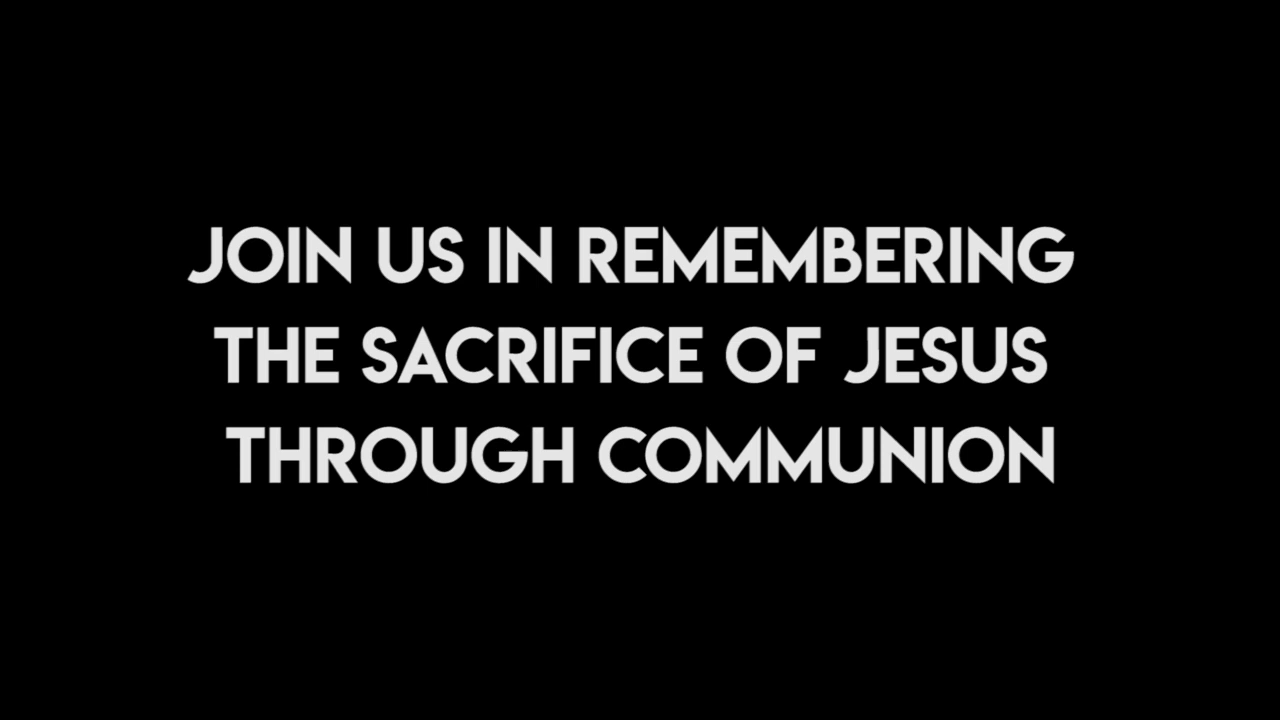 JOIN US IN REMEMBERING
THE SACRIFICE OF JESUS
THROUGH COMMUNION